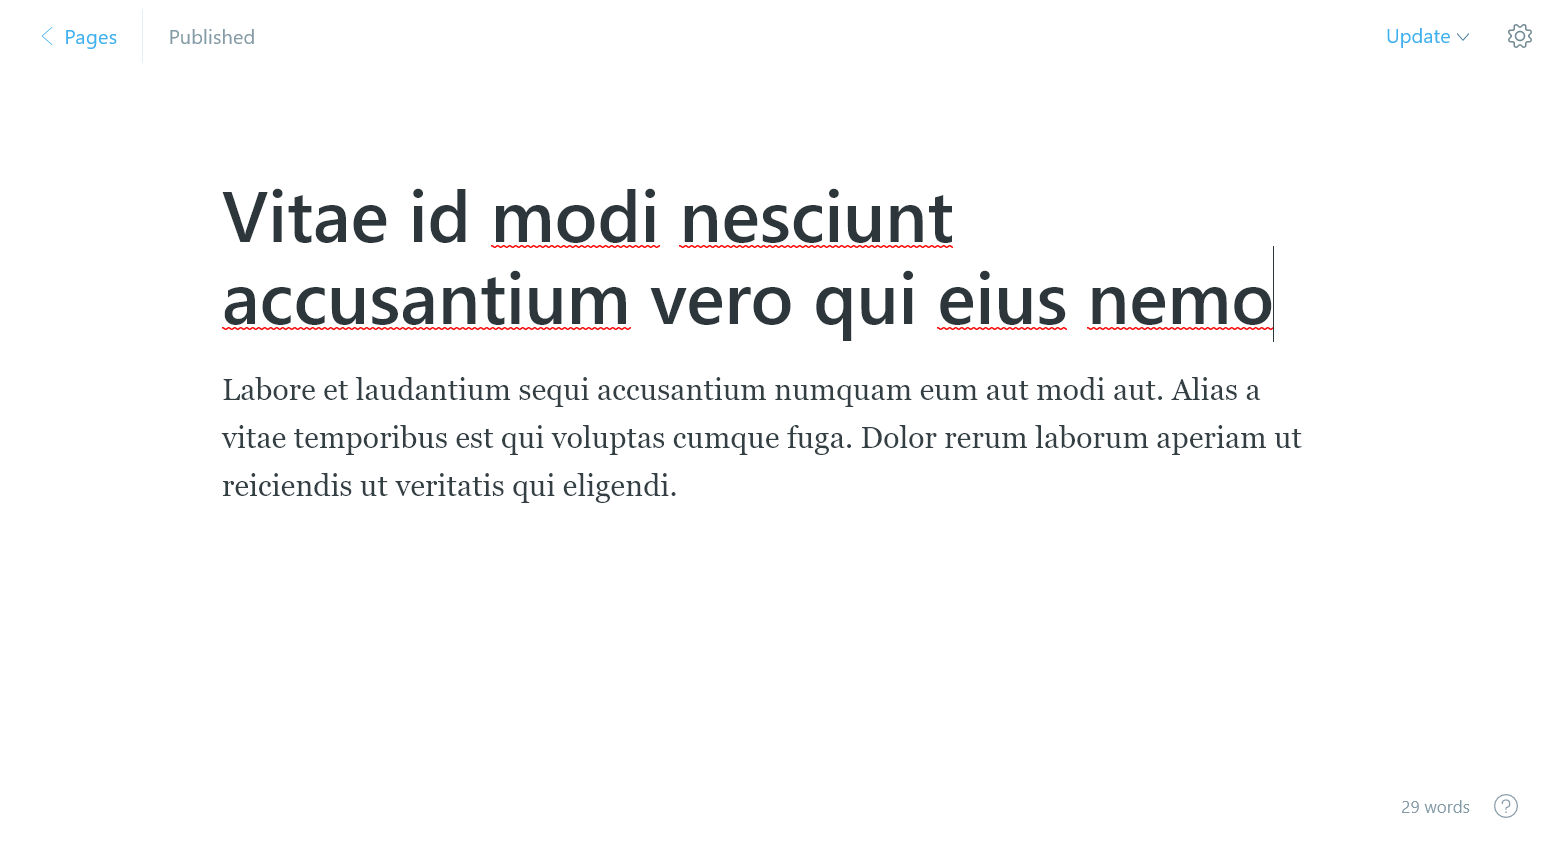 Pages
Published
Update
Vitae id modi nesciunt
accusantium vero qui eius nemo
Labore et laudantium sequi accusantium numquam eum aut modi aut. Alias a
vitae temporibus est qui voluptas cumque fuga. Dolor rerum laborum aperiam ut
reiciendis ut veritatis qui eligendi.
29 words
?